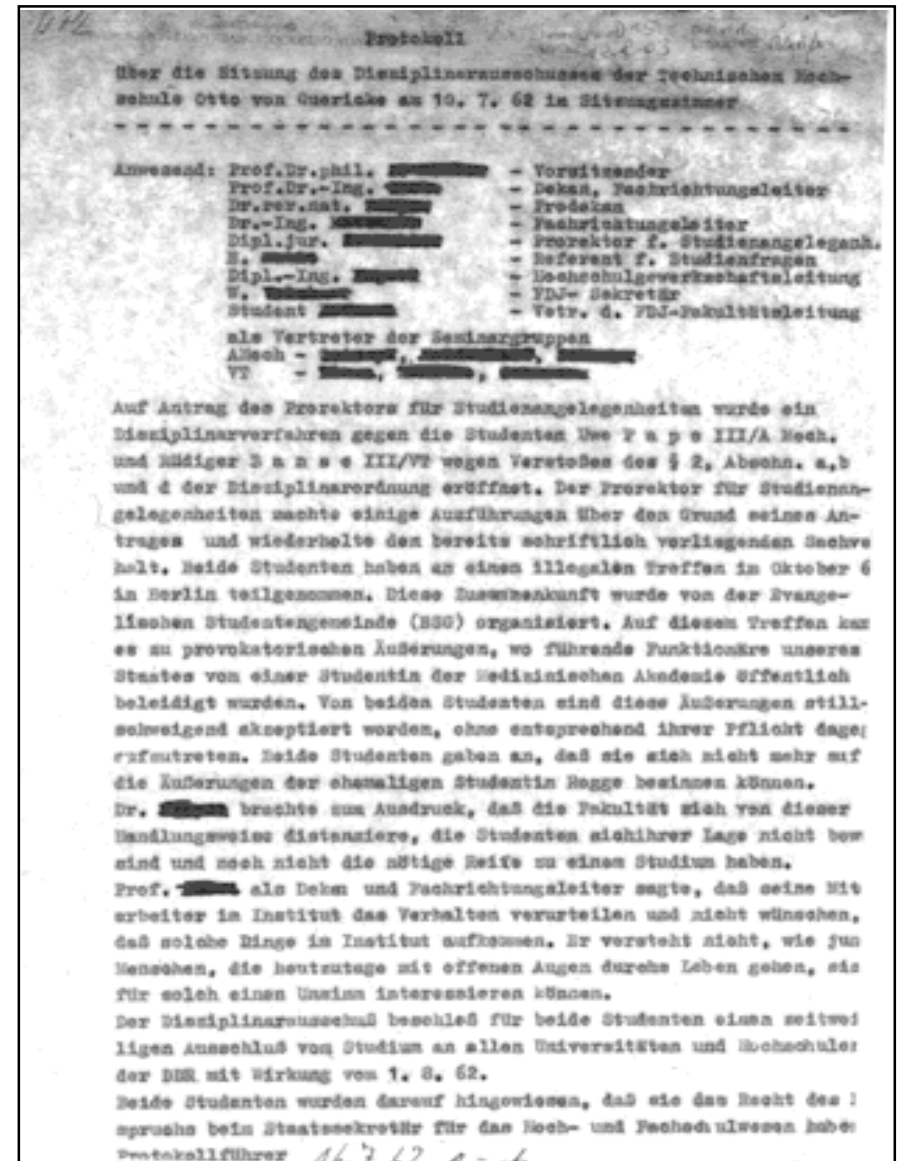 Protokoll
über die Sitzung des Disziplinarausschusses der Technischen Hoch-
schule Otto von Guericke am 10. 7. 62 im Sitzungszimmer
Anwesend: Prof.Dr.phil. - Vorsitzender
Prof.Dr.-Ing. - Dekan, Fachrichtungsleiter
Dr.rer.nat. - Prodekan
Dr.-Ing. - Fachrichtungsleiter
Dipl.jur. - Prorektor f. Studienangelegenh.
H. - Referent f. Studienfragen
Dipl.-Ing. - Hochschulgewerkschaftsleitung
W. - FDJ- Sekretär
Student - Vetr. d. FDJ-Fakultätsleitung
als Vertreter der Seminargruppen
AMech - , ,
VT - , ,
Auf Antrag des Prorektors für Studienangelegenheiten wurde ein
Disziplinarverfahren gegen die Studenten Uwe P a p e III/A Mech.
und Rüdiger B a n s e III/VT wegen Verstoßes des § 2, Abschn. a,b
und d der Disziplinarordnung eröffnet. Der Prorektor für Studienan-
gelegenheiten machte einige Ausführungen über den Grund seines An-
trages und wiederholte den bereits schriftlich vorliegenden Sachve
halt. Beide Studenten haben an einem illegalen Treffen im Oktober 6
in Berlin teilgenommen. Diese Zusammenkunft wurde von der Evange-
lischen Studentengemeinde (ESG) organisiert. Auf diesem Treffen kam
es zu provokatorischen Äußerungen, wo führende Funktionäre unseres
Staates von einer Studentin der Medizinischen Akademie öffentlich
beleidigt wurden. Von beiden Studenten sind diese Äußerungen still-
schweigend akzeptiert worden, ohne entsprechend ihrer Pflicht dage
aufzutreten. Beide Studenten gaben an, daß sie sich nicht mehr auf
die Äußerungen der ehemaligen Studentin Rogge besinnen können.
Dr. brachte zum Ausdruck, daß die Fakultät sich von dieser
Handlungsweise distanziere, die Studenten sichihrer Lage nicht bew
sind und noch nicht die nötige Reife zu einem Studium haben.
Prof. als Dekan und Fachrichtungsleiter sagte, daß seine Mit
arbeiter im Institut das Verhalten verurteilen und nicht wünschen,
daß solche Dinge im Institut aufkommen. Er versteht nicht, wie jun
Menschen, die heutzutage mit offenen Augen durchs Leben gehen, sic
für solch einen Unsinn interessieren können.
Der Disziplinarausschuß beschloß für beide Studenten einen zeitwei
ligen Ausschluß vom Studium an allen Universitäten und Hochschulen
der DDR mit Wirkung vom 1. 8. 62.
Beide Studenten wurden darauf hingewiesen, daß sie das Recht des
spruchs beim Staatssekretär für das Hoch- und Fachschulwesen habe
Protokollführer 16.7.62